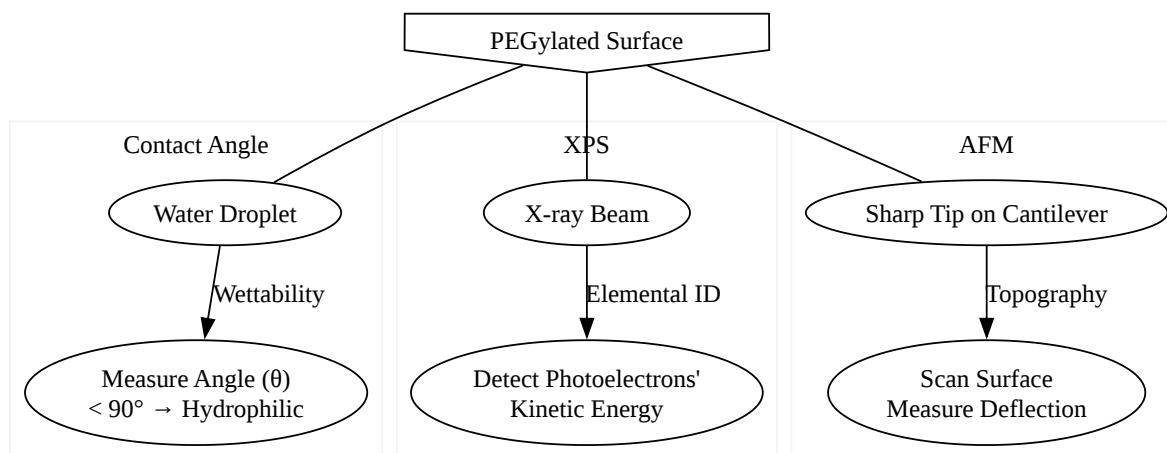 PEGylated Surface
Contact Angle
XPS
AFM
Water Droplet
X-ray Beam
Sharp Tip on Cantilever
Wettability
Elemental ID
Topography
Measure Angle (θ)
< 90° → Hydrophilic
Detect Photoelectrons'
Kinetic Energy
Scan Surface
Measure Deflection